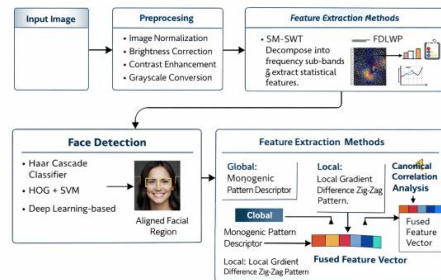 Input Image
Preprocesing
• Image Normalization
• Brightness Correction
• Contrast Enhancement
• Grayscale Conversion
Feature Extraction Methods
• SM-SWT
FDLWP
Decompose into
frequency sub-bands
& extract statistical
features.
Face Detection
• Haar Cascade
Classifier
• HOG + SVM
• Deep Learning-based
Aligned Facial
Region
Feature Extraction Methods
Global:
Monogenic
Pattern Descriptor
Local:
Local Gradient
Difference Zig-Zag
Pattern.
Canonical
Correlation
Analysis
Clobal
Monogenic Pattern
Descriptor
Local: Local Grdient
Difference Zig-Zag Pattern
Fused Feature Vector
Fused
Feature
Vector